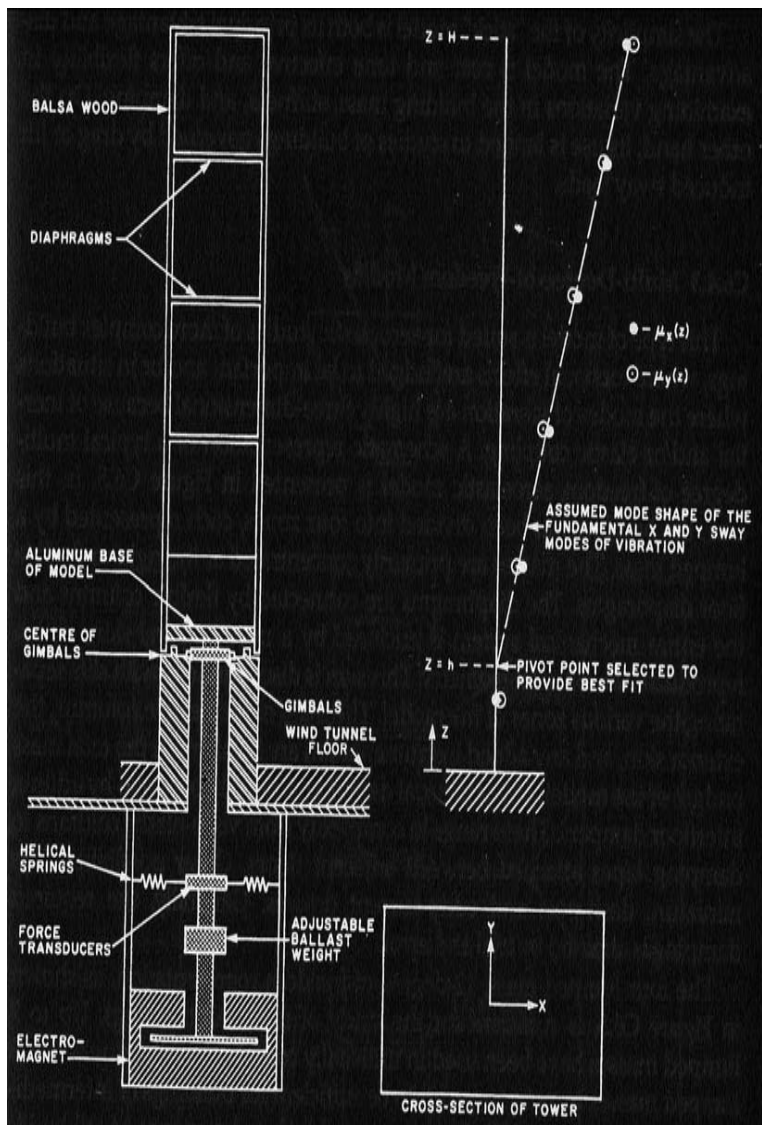 BALSA WOOD
DIAPHRAGMS
ALUMINUM BASE
OF MODEL
CENTRE OF
GIMBALS
GIMBALS
WIND TUNNEL
FLOOR
HELICAL
SPRINGS
FORCE
TRANSDUCERS
ADJUSTABLE
BALLAST
WEIGHT
ELECTRO-
MAGNET
Z = H
μx(z)
μy(z)
ASSUMED MODE SHAPE OF THE
FUNDAMENTAL X AND Y SWAY
MODES OF VIBRATION
Z = h
PIVOT POINT SELECTED TO
PROVIDE BEST FIT
Z
Y
X
CROSS-SECTION OF TOWER